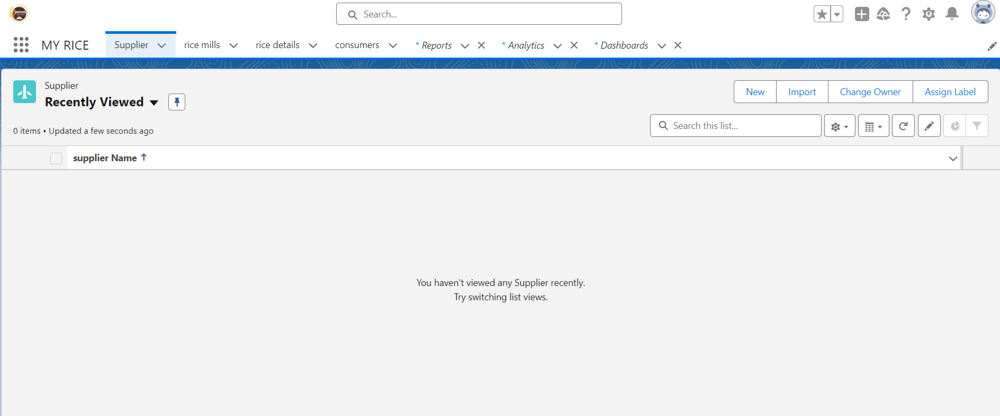 Search...
MY RICE
Supplier
rice mills
rice details
consumers
* Reports
* Analytics
* Dashboards
Supplier
Recently Viewed
New
Import
Change Owner
Assign Label
0 items • Updated a few seconds ago
Search this list...
supplier Name
You haven't viewed any Supplier recently.
Try switching list views.